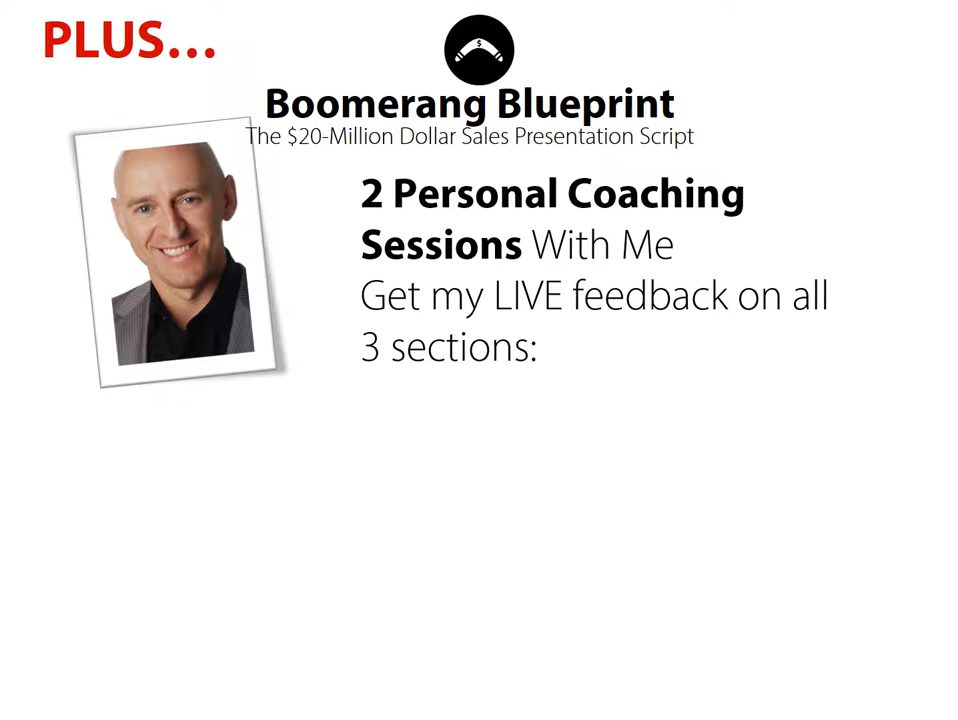 PLUS…
$
Boomerang Blueprint
The $20-Million Dollar Sales Presentation Script
2 Personal Coaching
Sessions With Me
Get my LIVE feedback on all
3 sections: